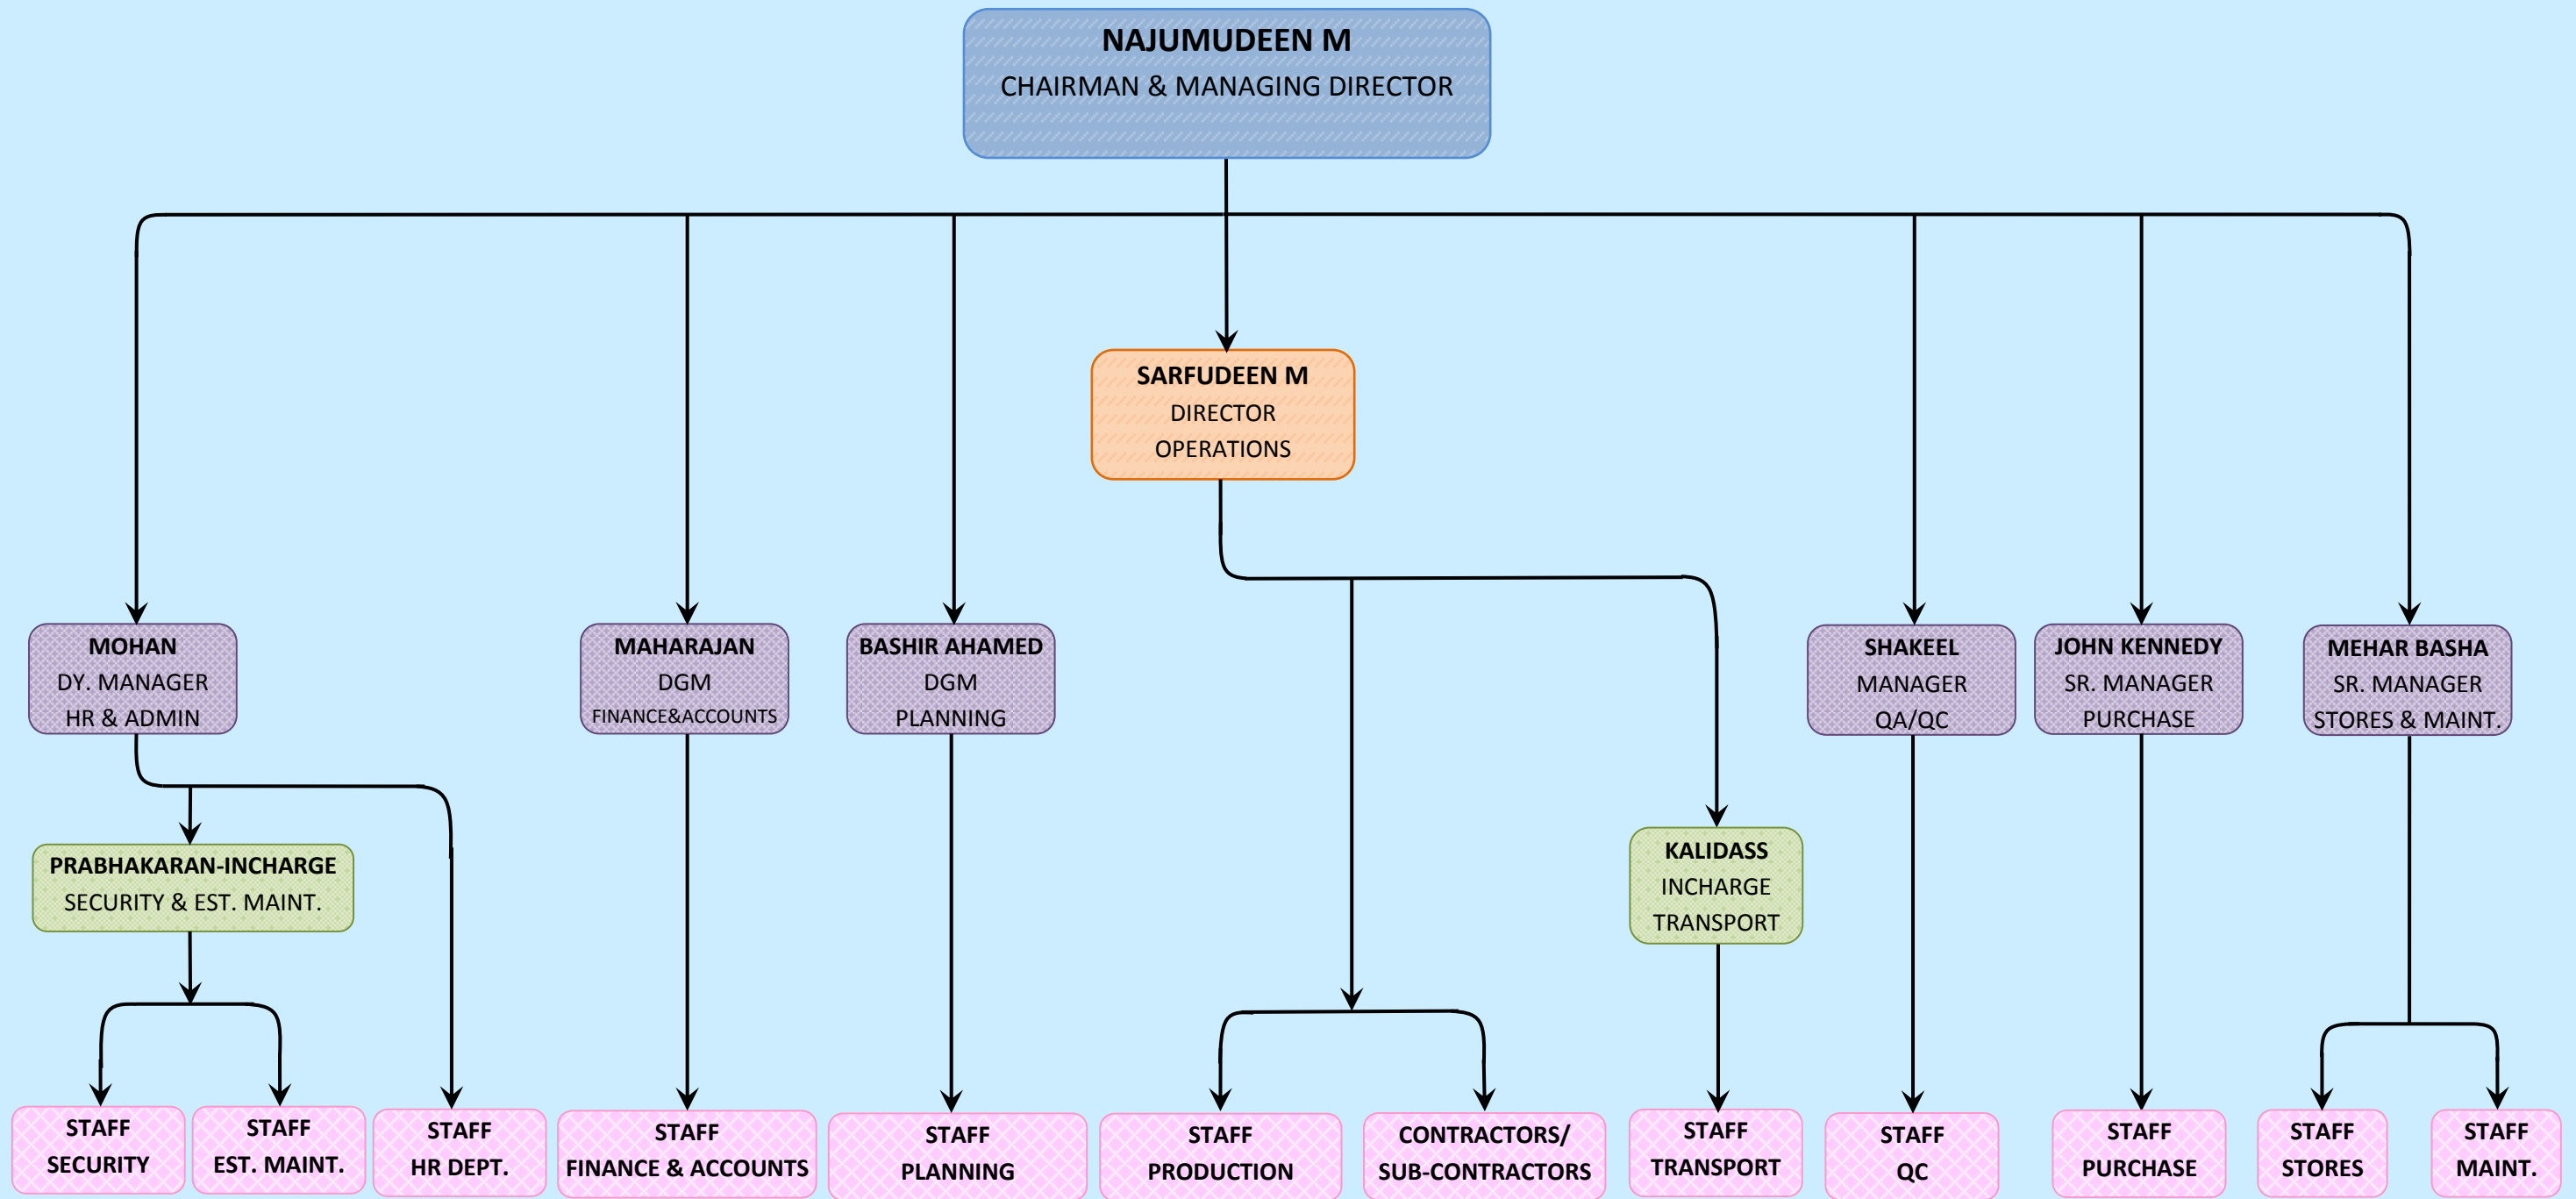 NAJUMUDEEN M
CHAIRMAN & MANAGING DIRECTOR
SARFUDEEN M
DIRECTOR
OPERATIONS
MOHAN
DY. MANAGER
HR & ADMIN
MAHARAJAN
DGM
FINANCE&ACCOUNTS
BASHIR AHAMED
DGM
PLANNING
SHAKEEL
MANAGER
QA/QC
JOHN KENNEDY
SR. MANAGER
PURCHASE
MEHAR BASHA
SR. MANAGER
STORES & MAINT.
PRABHAKARAN-INCHARGE
SECURITY & EST. MAINT.
KALIDASS
INCHARGE
TRANSPORT
STAFF
SECURITY
STAFF
EST. MAINT.
STAFF
HR DEPT.
STAFF
FINANCE & ACCOUNTS
STAFF
PLANNING
STAFF
PRODUCTION
CONTRACTORS/
SUB-CONTRACTORS
STAFF
TRANSPORT
STAFF
QC
STAFF
PURCHASE
STAFF
STORES
STAFF
MAINT.